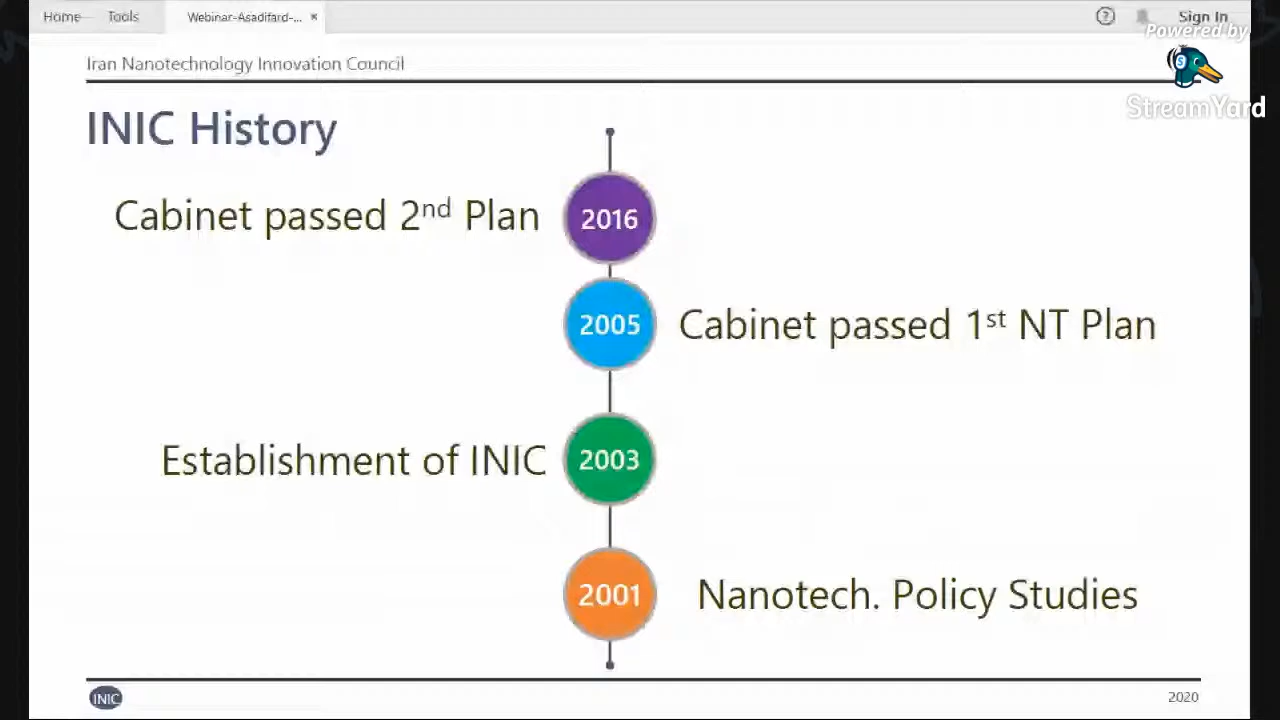 Home Tools Webinar-Asadifard-... × Sign In
Powered by
StreamYard
Iran Nanotechnology Innovation Council
INIC History
Cabinet passed 2nd Plan 2016
2005 Cabinet passed 1st NT Plan
Establishment of INIC 2003
2001 Nanotech. Policy Studies
INIC 2020